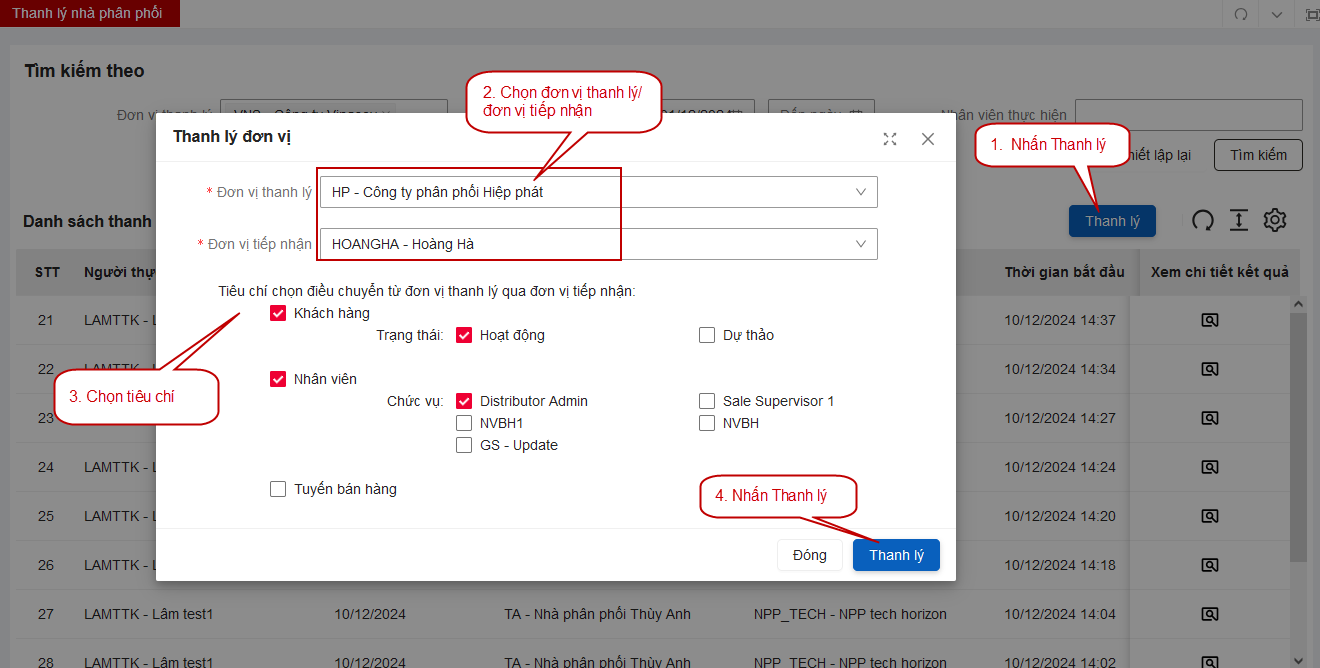 Thanh lý nhà phân phối
Tìm kiếm theo
2. Chọn đơn vị thanh lý/
đơn vị tiếp nhận
Nhân viên thực hiện
Thanh lý đơn vị
1. Nhấn Thanh lý
lập lại
Tìm kiếm
* Đơn vị thanh lý
HP - Công ty phân phối Hiệp phát
Danh sách thanh
Thanh lý
* Đơn vị tiếp nhận
HOANGHA - Hoàng Hà
STT
Người
Thời gian bắt đầu
Xem chi tiết kết quả
Tiêu chí chọn điều chuyển từ đơn vị thanh lý qua đơn vị tiếp nhận:
Khách hàng
21
LAMTTK -
10/12/2024 14:37
Trạng thái:
Hoạt động
Dự thảo
22
LAMTTK -
10/12/2024 14:34
Nhân viên
3. Chọn tiêu chí
Chức vụ:
Distributor Admin
Sale Supervisor 1
23
10/12/2024 14:27
NVBH1
NVBH
GS - Update
24
LAMTTK -
10/12/2024 14:24
Tuyến bán hàng
4. Nhấn Thanh lý
25
LAMTTK -
10/12/2024 14:20
Đóng
Thanh lý
26
LAMTTK -
10/12/2024 14:18
27
LAMTTK - Lâm test1
10/12/2024
TA - Nhà phân phối Thùy Anh
NPP_TECH - NPP tech horizon
10/12/2024 14:04
28
LAMTTK - Lâm test1
10/12/2024
TA - Nhà phân phối Thùy Anh
NPP_TECH - NPP tech horizon
10/12/2024 14:02